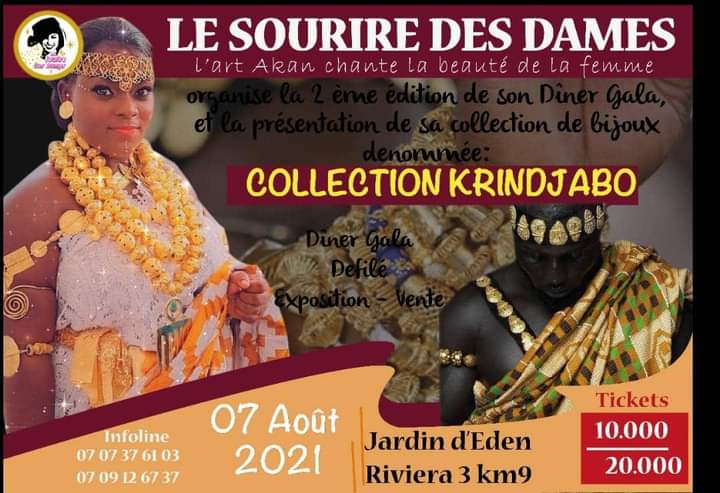 LE SOURIRE DES DAMES
l'art Akan chante la beauté de la femme
organise la 2 ème édition de son Dîner Gala,
et la présentation de sa collection de bijoux
denommée:
COLLECTION KRINDJABO
Dîner Gala
Defilé
Exposition - Vente
Infoline
07 07 37 61 03
07 09 12 67 37
07 Août
2021
Jardin d'Eden
Riviera 3 km9
Tickets
10.000
20.000